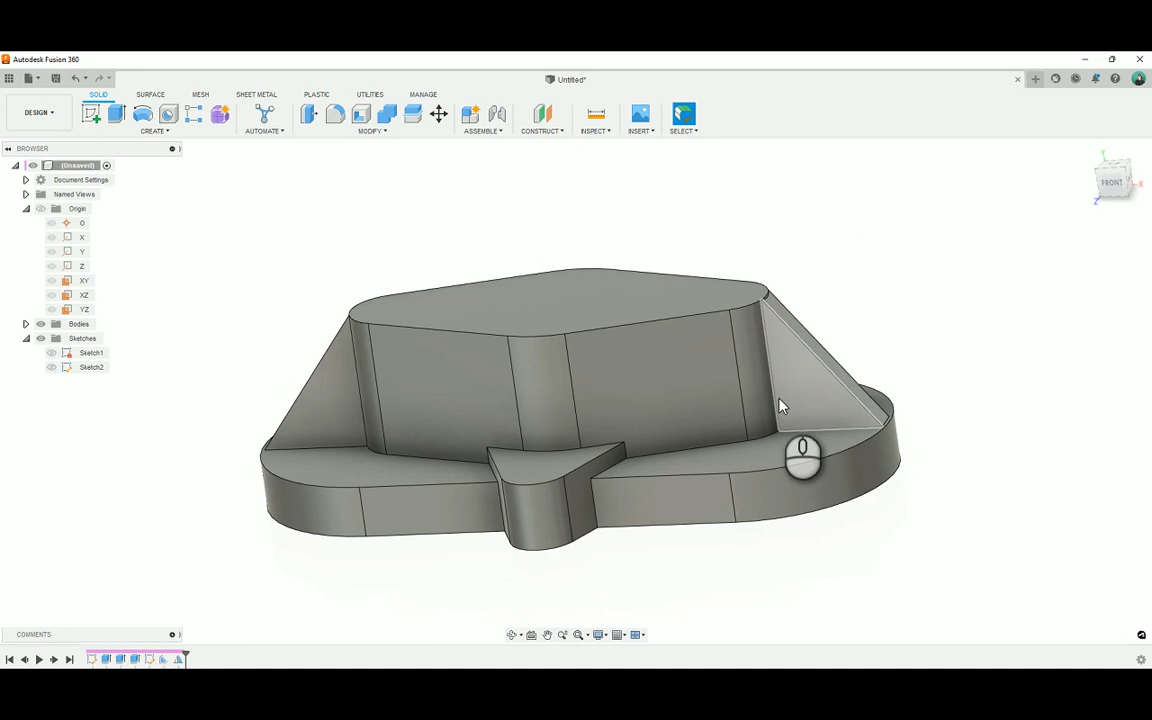 Autodesk Fusion 360
Untitled*
DESIGN
SOLID SURFACE MESH SHEET METAL PLASTIC UTILITIES MANAGE
CREATE AUTOMATE MODIFY ASSEMBLE CONSTRUCT INSPECT INSERT SELECT
BROWSER
(Unsaved)
Document Settings
Named Views
Origin
O
X
Y
Z
XY
XZ
YZ
Bodies
Sketches
Sketch1
Sketch2
Y
FRONT
X
Z
COMMENTS